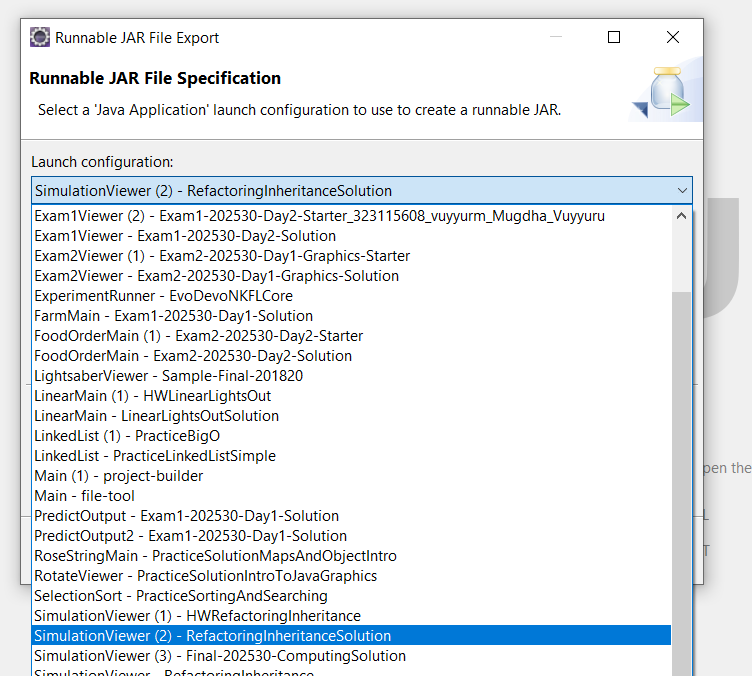 Runnable JAR File Export
Runnable JAR File Specification
Select a 'Java Application' launch configuration to use to create a runnable JAR.
Launch configuration:
SimulationViewer (2) - RefactoringInheritanceSolution
Exam1Viewer (2) - Exam1-202530-Day2-Starter_323115608_vuyyurm_Mugdha_Vuyyuru
Exam1Viewer - Exam1-202530-Day2-Solution
Exam2Viewer (1) - Exam2-202530-Day1-Graphics-Starter
Exam2Viewer - Exam2-202530-Day1-Graphics-Solution
ExperimentRunner - EvoDevoNKFLCore
FarmMain - Exam1-202530-Day1-Solution
FoodOrderMain (1) - Exam2-202530-Day2-Starter
FoodOrderMain - Exam2-202530-Day2-Solution
LightsaberViewer - Sample-Final-201820
LinearMain (1) - HWLinearLightsOut
LinearMain - LinearLightsOutSolution
LinkedList (1) - PracticeBigO
LinkedList - PracticeLinkedListSimple
pen the
Main (1) - project-builder
Main - file-tool
PredictOutput - Exam1-202530-Day1-Solution
L
PredictOutput2 - Exam1-202530-Day1-Solution
RoseStringMain - PracticeSolutionMapsAndObjectIntro
T
RotateViewer - PracticeSolutionIntroToJavaGraphics
SelectionSort - PracticeSortingAndSearching
SimulationViewer (1) - HWRefactoringInheritance
SimulationViewer (2) - RefactoringInheritanceSolution
SimulationViewer (3) - Final-202530-ComputingSolution
SimulationViewer - RefactoringInheritance